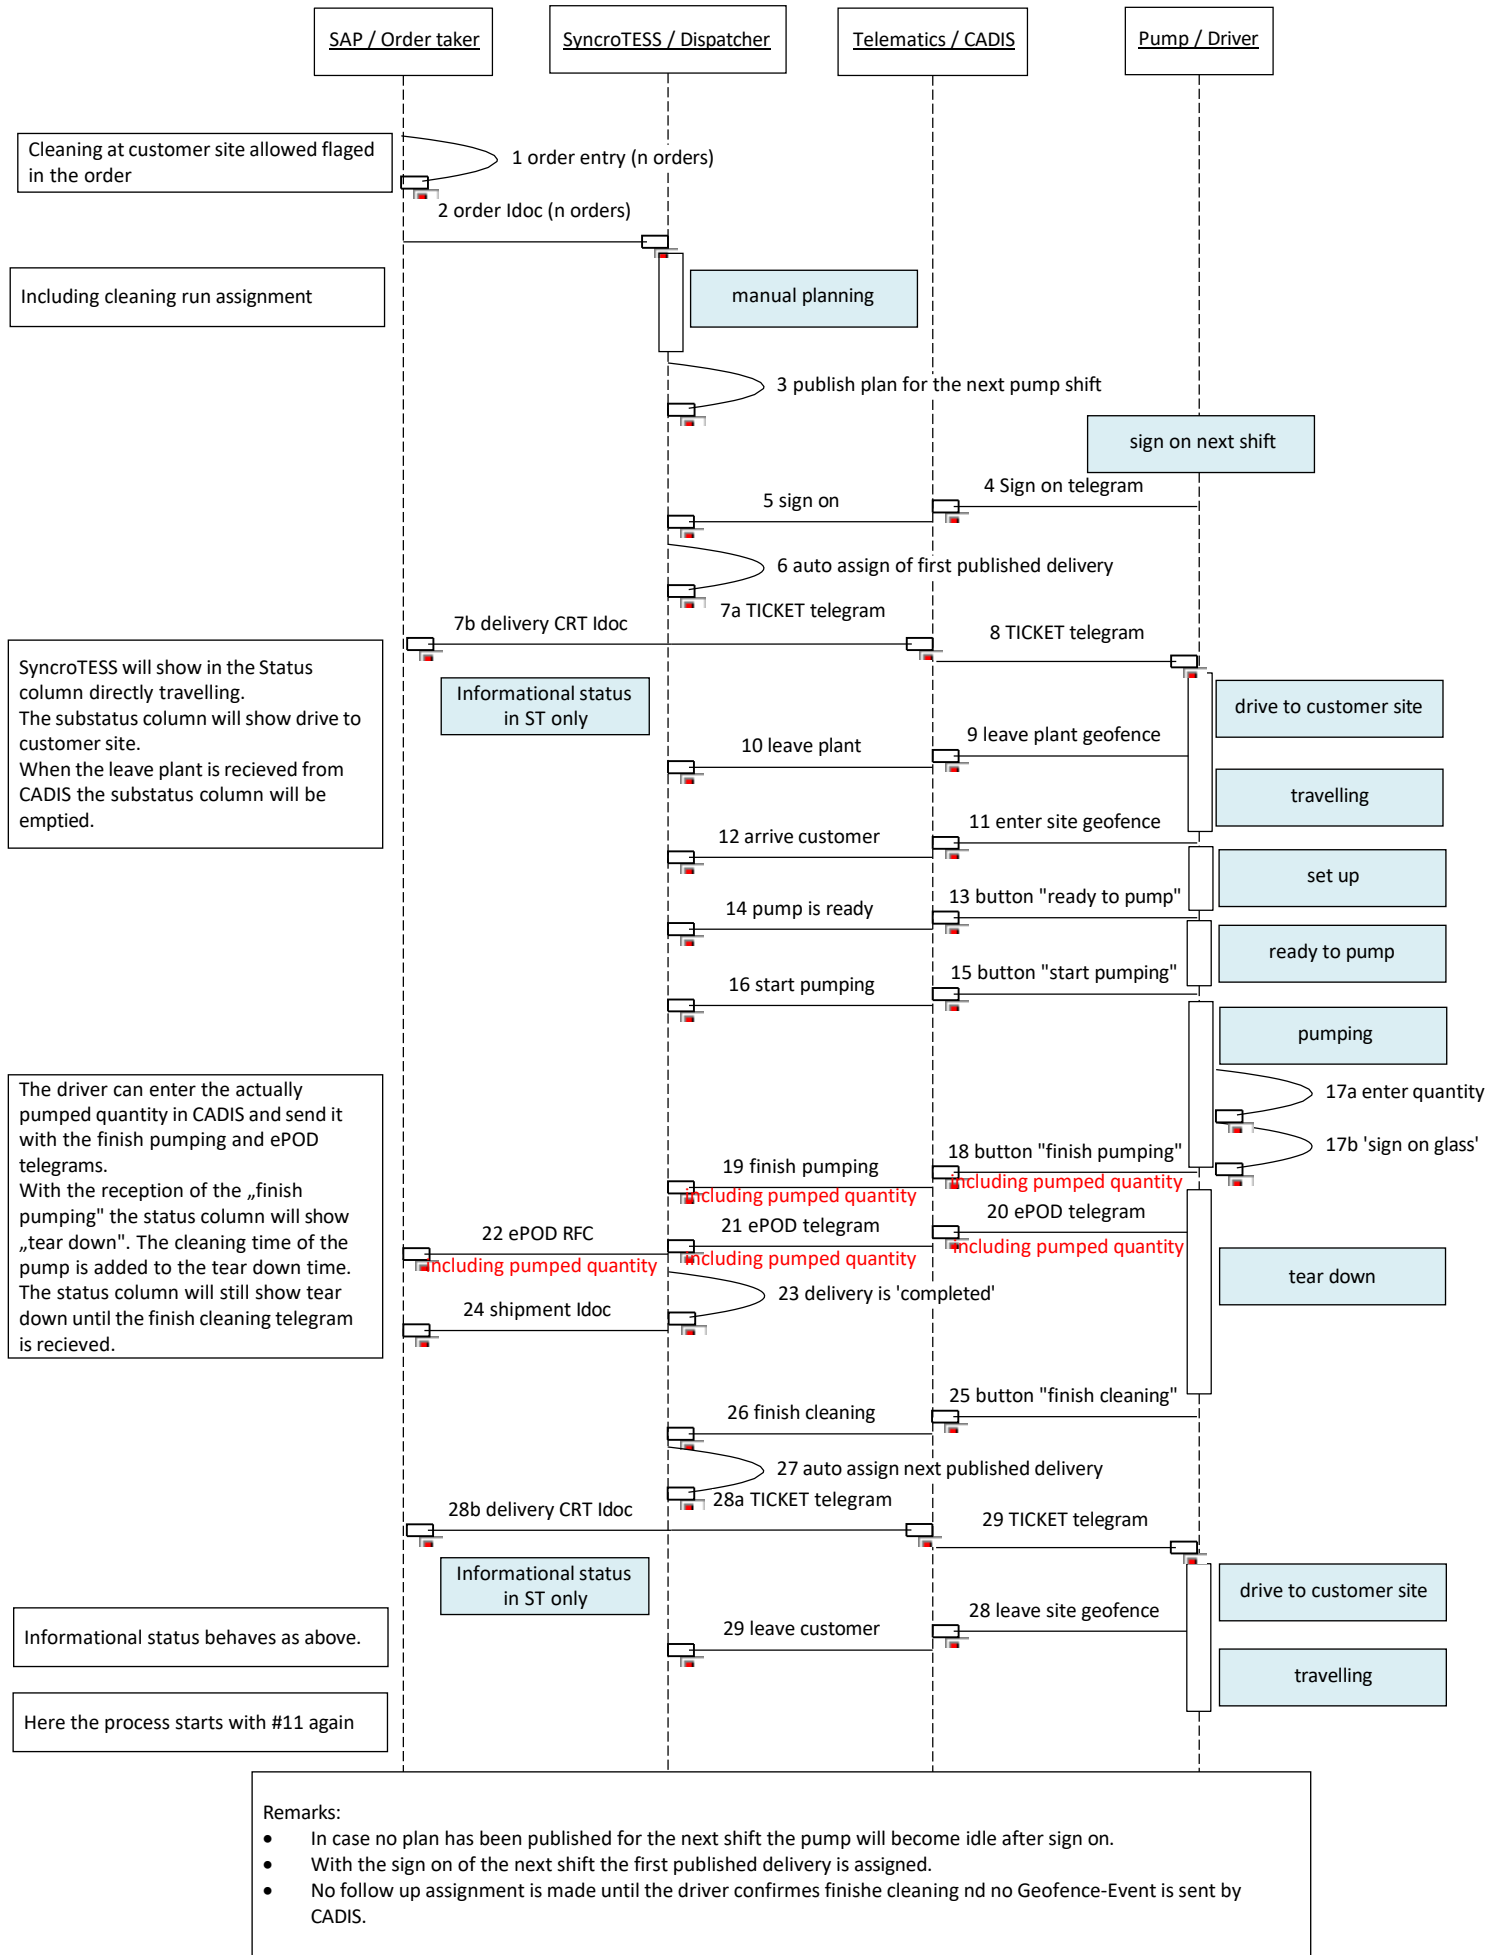 SAP / Order taker
SyncroTESS / Dispatcher
Telematics / CADIS
Pump / Driver
Cleaning at customer site allowed flaged
in the order
1 order entry (n orders)
2 order Idoc (n orders)
Including cleaning run assignment
manual planning
3 publish plan for the next pump shift
sign on next shift
4 Sign on telegram
5 sign on
6 auto assign of first published delivery
7a TICKET telegram
7b delivery CRT Idoc
8 TICKET telegram
SyncroTESS will show in the Status
column directly travelling.
The substatus column will show drive to
customer site.
When the leave plant is recieved from
CADIS the substatus column will be
emptied.
Informational status
in ST only
drive to customer site
9 leave plant geofence
10 leave plant
travelling
11 enter site geofence
12 arrive customer
set up
13 button "ready to pump"
14 pump is ready
ready to pump
15 button "start pumping"
16 start pumping
pumping
The driver can enter the actually
pumped quantity in CADIS and send it
with the finish pumping and ePOD
telegrams.
With the reception of the „finish
pumping" the status column will show
„tear down". The cleaning time of the
pump is added to the tear down time.
The status column will still show tear
down until the finish cleaning telegram
is recieved.
17a enter quantity
17b 'sign on glass'
18 button "finish pumping"
including pumped quantity
19 finish pumping
including pumped quantity
20 ePOD telegram
including pumped quantity
21 ePOD telegram
including pumped quantity
22 ePOD RFC
including pumped quantity
tear down
23 delivery is 'completed'
24 shipment Idoc
25 button "finish cleaning"
26 finish cleaning
27 auto assign next published delivery
28a TICKET telegram
28b delivery CRT Idoc
29 TICKET telegram
Informational status
in ST only
drive to customer site
28 leave site geofence
29 leave customer
Informational status behaves as above.
travelling
Here the process starts with #11 again
Remarks:
• In case no plan has been published for the next shift the pump will become idle after sign on.
• With the sign on of the next shift the first published delivery is assigned.
• No follow up assignment is made until the driver confirmes finishe cleaning nd no Geofence-Event is sent by
CADIS.